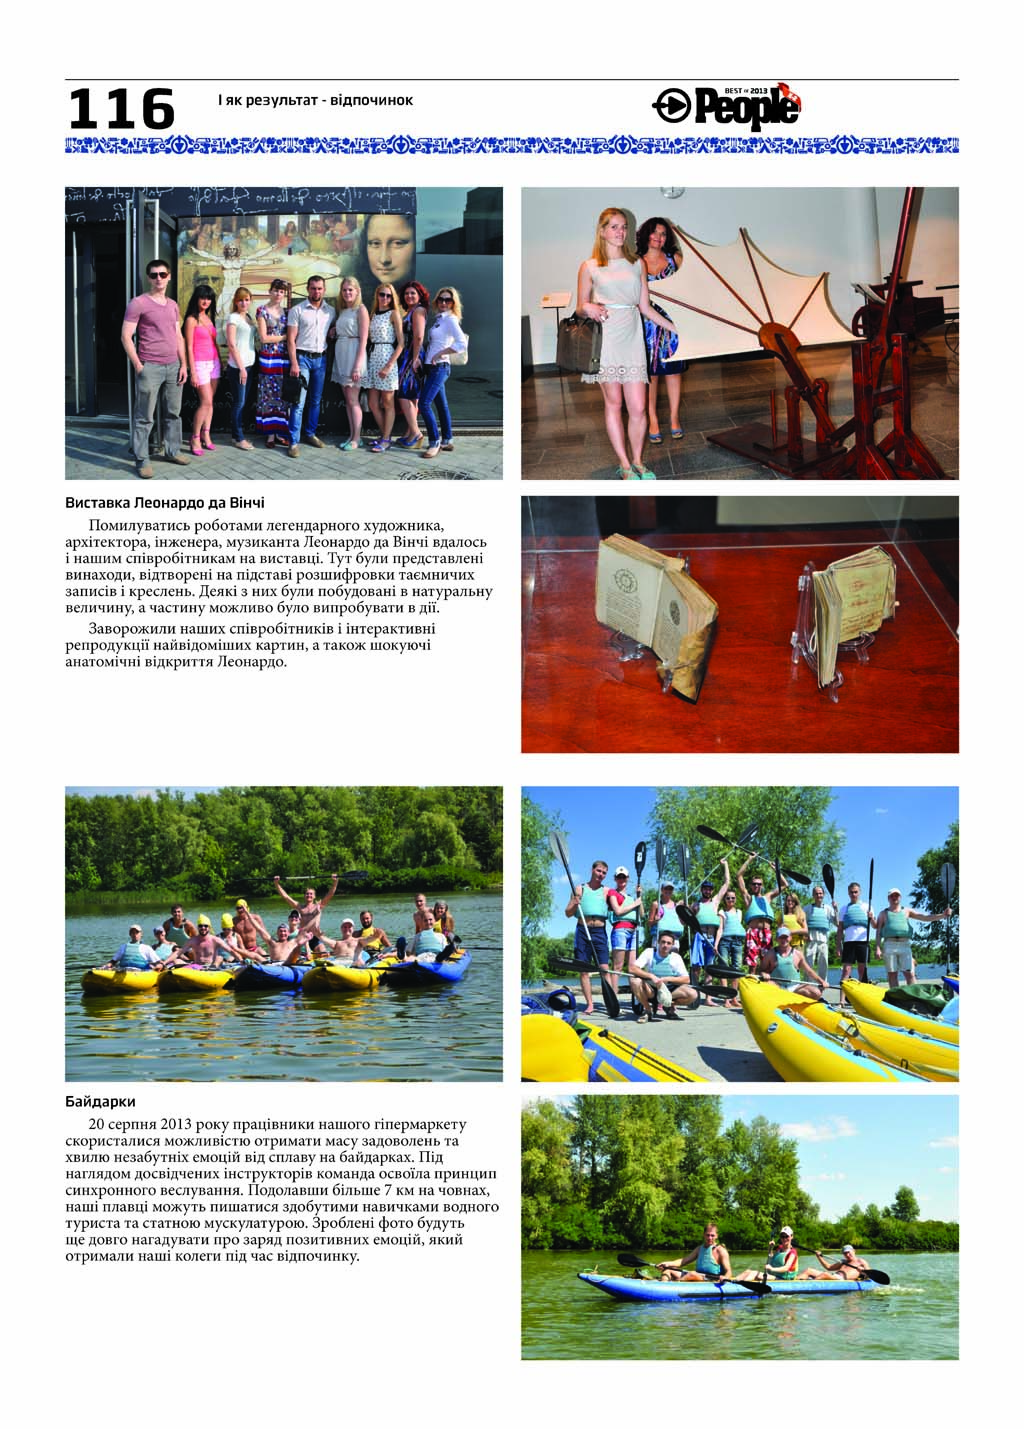 116
І як результат - відпочинок
BEST OF 2013
People
Виставка Леонардо да Вінчі
Помилуватись роботами легендарного художника,
архітектора, інженера, музиканта Леонардо да Вінчі вдалось
і нашим співробітникам на виставці. Тут були представлені
винаходи, відтворені на підставі розшифровки таємничих
записів і креслень. Деякі з них були побудовані в натуральну
величину, а частину можливо було випробувати в дії.
Заворожили наших співробітників і інтерактивні
репродукції найвідоміших картин, а також шокуючі
анатомічні відкриття Леонардо.
Байдарки
20 серпня 2013 року працівники нашого гіпермаркету
скористалися можливістю отримати масу задоволень та
хвилю незабутніх емоцій від сплаву на байдарках. Під
наглядом досвідчених інструкторів команда освоїла принцип
синхронного веслування. Подолавши більше 7 км на човнах,
наші плавці можуть пишатися здобутими навичками водного
туриста та статною мускулатурою. Зроблені фото будуть
ще довго нагадувати про заряд позитивних емоцій, який
отримали наші колеги під час відпочинку.